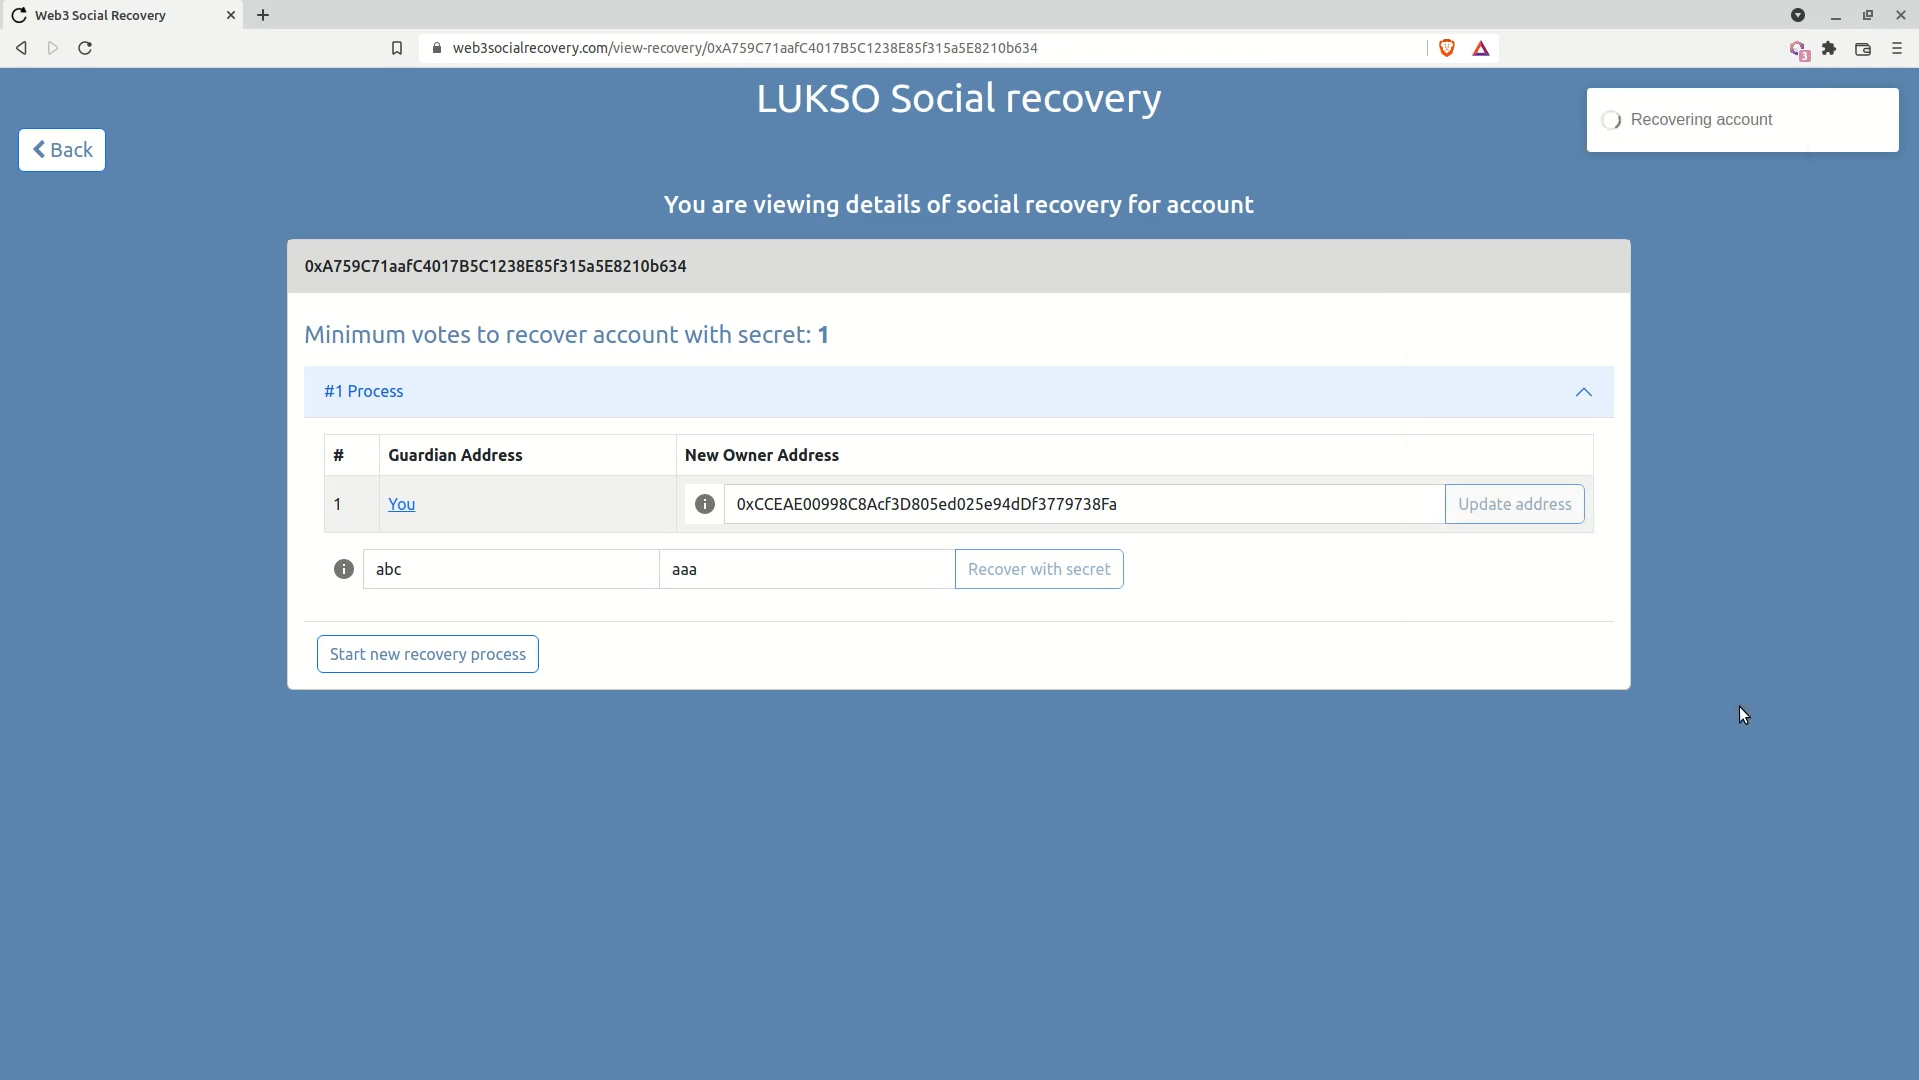 Web3 Social Recovery
web3socialrecovery.com/view-recovery/0xA759C71aafC4017B5C1238E85f315a5E8210b634
3
LUKSO Social recovery
Recovering account
Back
You are viewing details of social recovery for account
0xA759C71aafC4017B5C1238E85f315a5E8210b634
Minimum votes to recover account with secret: 1
#1 Process
# Guardian Address New Owner Address
1 You 0xCCEAE00998C8Acf3D805ed025e94dDf3779738Fa Update address
abc aaa Recover with secret
Start new recovery process